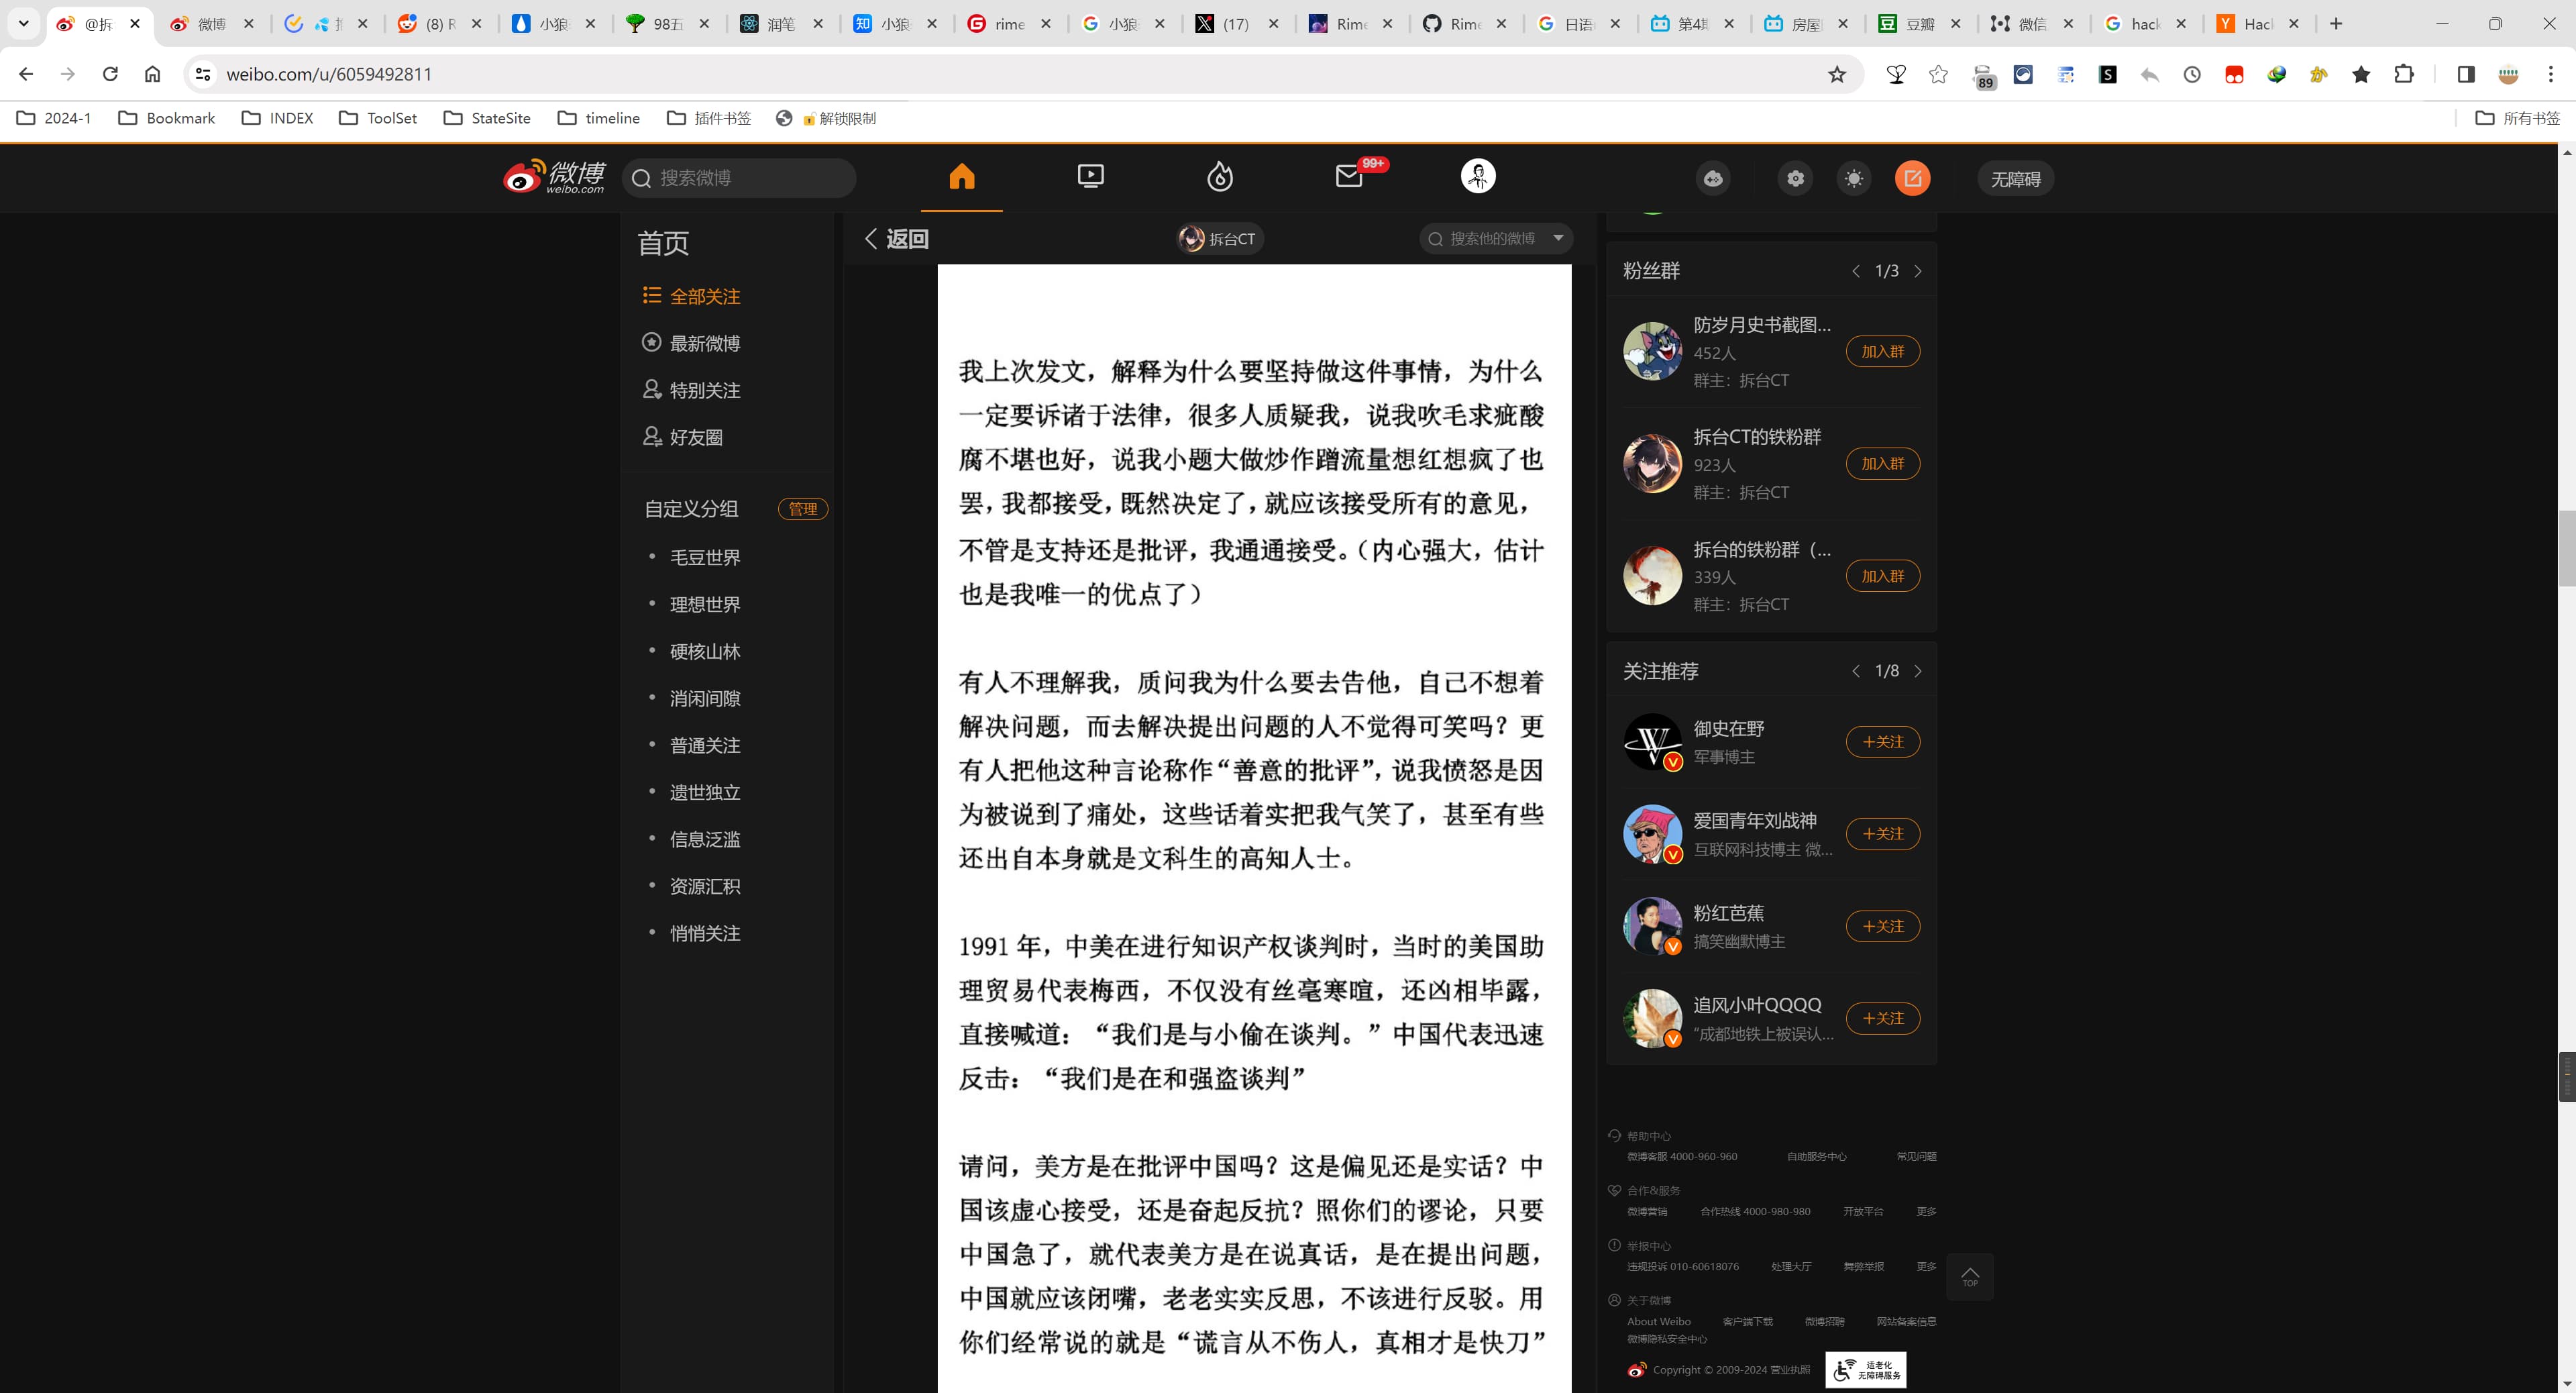 @拆
微博
(8) R
小狼
98五
润笔
小狼
rime
小狼
(17)
Rime
Rime
日语
第4期
房屋
豆瓣
微信
hack
Hack
weibo.com/u/6059492811
89
2024-1
Bookmark
INDEX
ToolSet
StateSite
timeline
插件书签
解锁限制
所有书签
微博
weibo.com
搜索微博
99+
无障碍
首页
全部关注
最新微博
特别关注
好友圈
自定义分组
管理
毛豆世界
理想世界
硬核山林
消闲间隙
普通关注
遗世独立
信息泛滥
资源汇积
悄悄关注
返回
拆台CT
搜索他的微博
我上次发文，解释为什么要坚持做这件事情，为什么
一定要诉诸于法律，很多人质疑我，说我吹毛求疵酸
腐不堪也好，说我小题大做炒作蹭流量想红想疯了也
罢，我都接受，既然决定了，就应该接受所有的意见，
不管是支持还是批评，我通通接受。（内心强大，估计
也是我唯一的优点了）
有人不理解我，质问我为什么要去告他，自己不想着
解决问题，而去解决提出问题的人不觉得可笑吗？更
有人把他这种言论称作“善意的批评”，说我愤怒是因
为被说到了痛处，这些话着实把我气笑了，甚至有些
还出自本身就是文科生的高知人士。
1991 年，中美在进行知识产权谈判时，当时的美国助
理贸易代表梅西，不仅没有丝毫寒暄，还凶相毕露，
直接喊道：“我们是与小偷在谈判。”中国代表迅速
反击：“我们是在和强盗谈判”
请问，美方是在批评中国吗？这是偏见还是实话？中
国该虚心接受，还是奋起反抗？照你们的谬论，只要
中国急了，就代表美方是在说真话，是在提出问题，
中国就应该闭嘴，老老实实反思，不该进行反驳。用
你们经常说的就是“谎言从不伤人，真相才是快刀”
粉丝群
1/3
防岁月史书截图...
452人
群主：拆台CT
加入群
拆台CT的铁粉群
923人
群主：拆台CT
加入群
拆台的铁粉群（...
339人
群主：拆台CT
加入群
关注推荐
1/8
御史在野
军事博主
+关注
爱国青年刘战神
互联网科技博主 微...
+关注
粉红芭蕉
搞笑幽默博主
+关注
追风小叶QQQQ
“成都地铁上被误认...
+关注
帮助中心
微博客服 4000-960-960 自助服务中心 常见问题
合作&服务
微博营销 合作热线 4000-980-980 开放平台 更多
举报中心
违规投诉 010-60618076 处理大厅 舞弊举报 更多
关于微博
About Weibo 客户端下载 微博招聘 网站备案信息
微博隐私安全中心
Copyright © 2009-2024 营业执照
适老化
无障碍服务
TOP